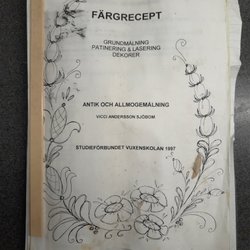 FÄRGRECEPT
GRUNDMÅLNING
PATINERING & LASERING
DEKORER
ANTIK OCH ALLMOGEMÅLNING
VICCI ANDERSSON SJÖBOM
STUDIEFÖRBUNDET VUXENSKOLAN 1997